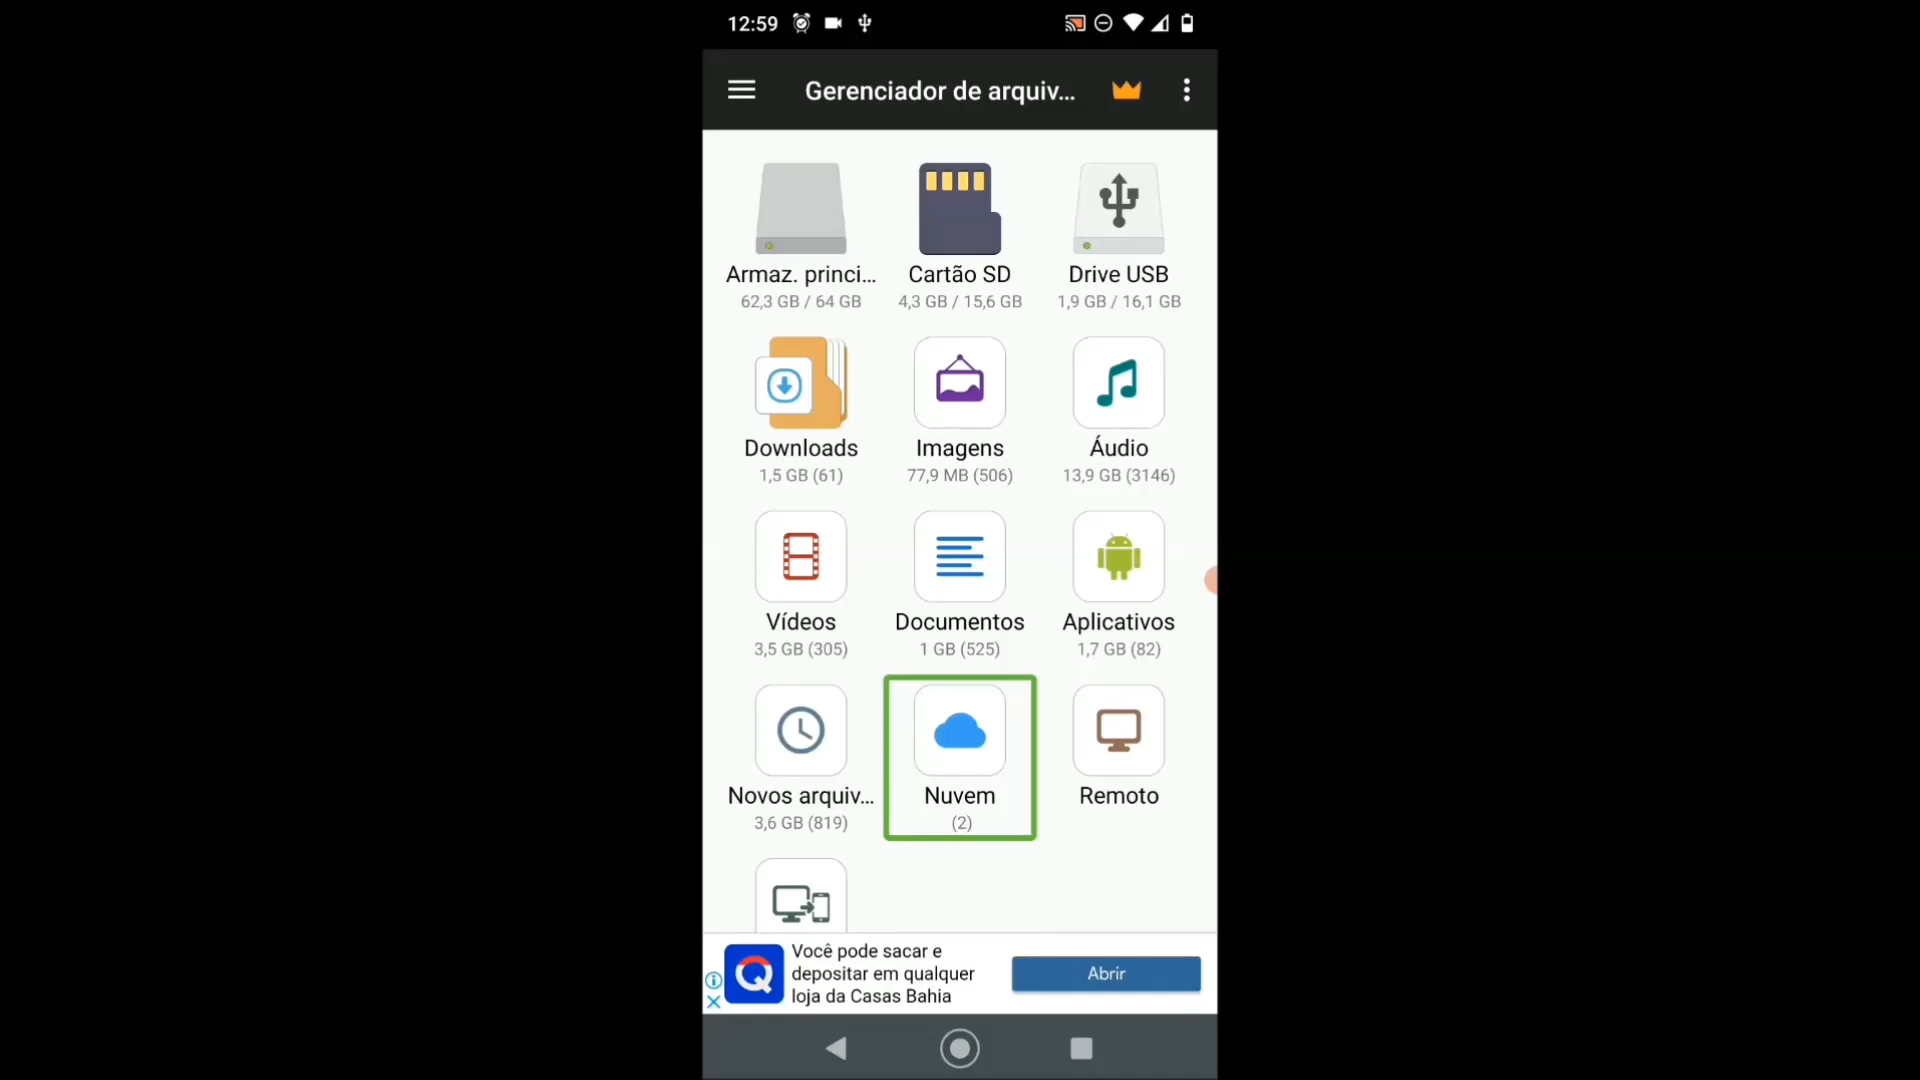 12:59
Gerenciador de arquiv...
Armaz. princi... Cartão SD Drive USB
62,3 GB / 64 GB 4,3 GB / 15,6 GB 1,9 GB / 16,1 GB
Downloads Imagens Áudio
1,5 GB (61) 77,9 MB (506) 13,9 GB (3146)
Vídeos Documentos Aplicativos
3,5 GB (305) 1 GB (525) 1,7 GB (82)
Novos arquiv... Nuvem Remoto
3,6 GB (819) (2)
Você pode sacar e
depositar em qualquer
loja da Casas Bahia
Abrir